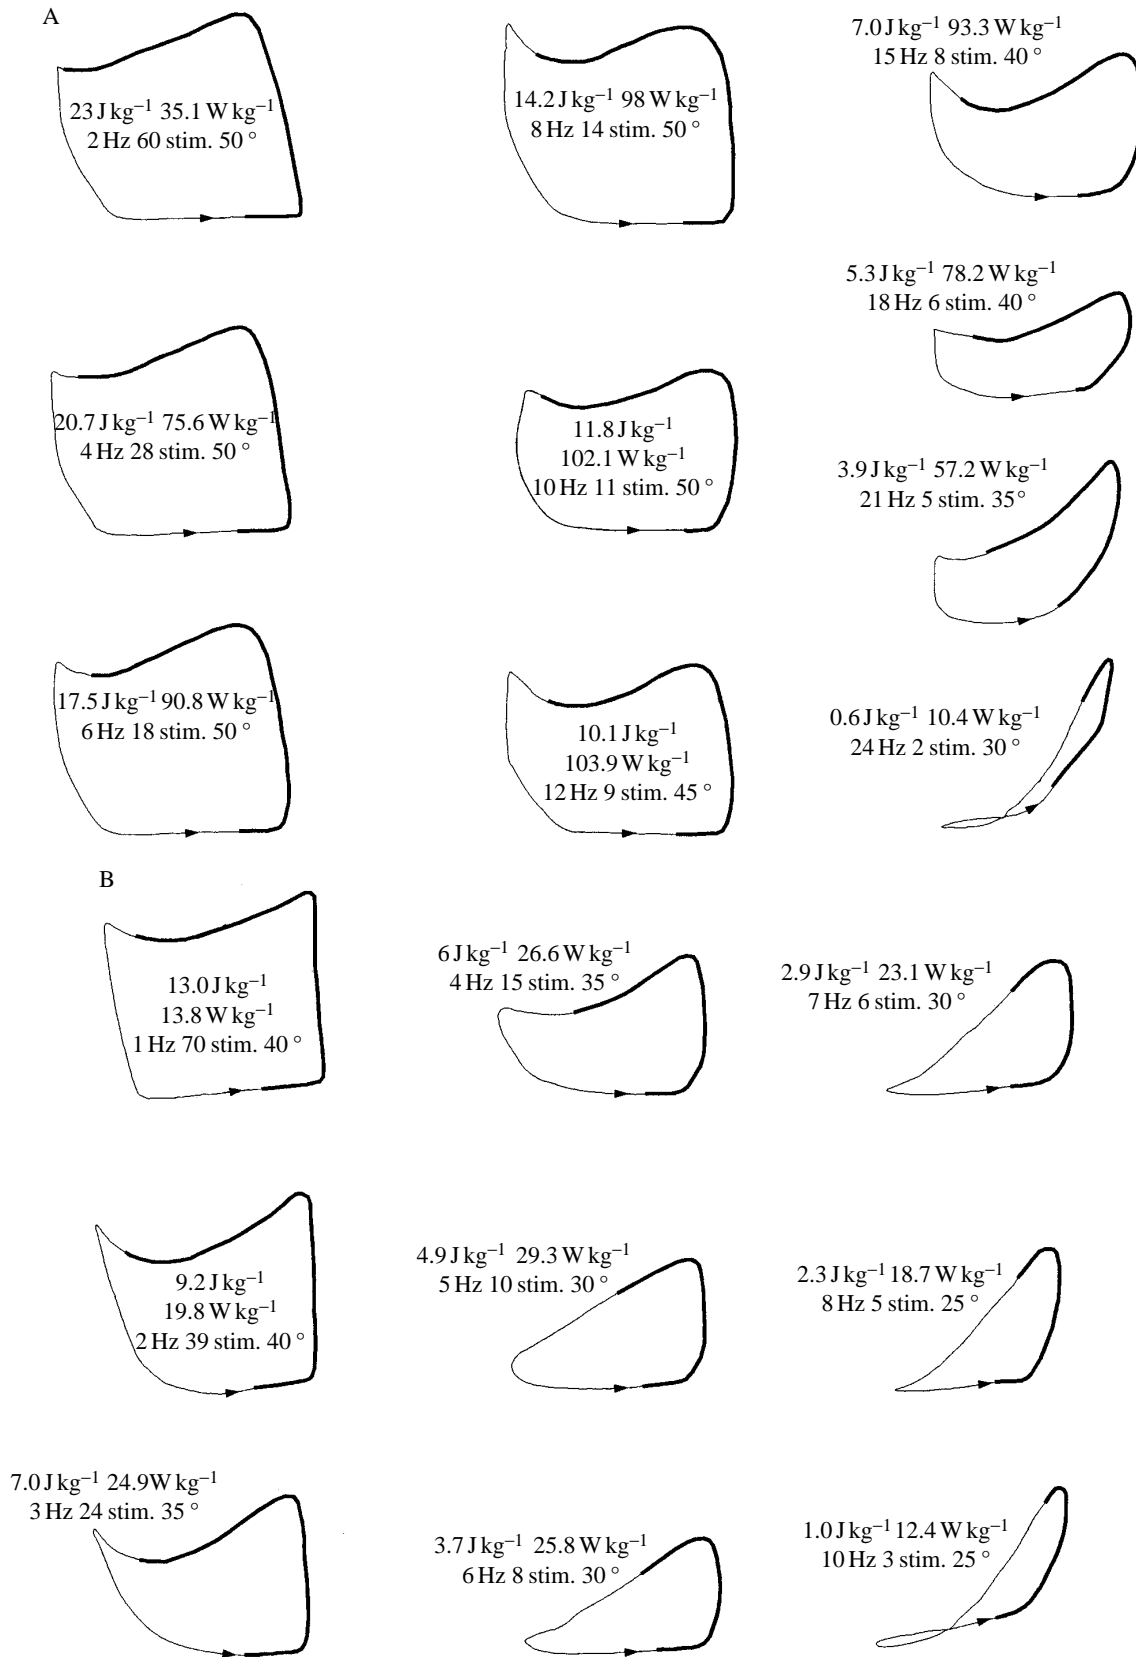 A
23 J kg⁻¹ 35.1 W kg⁻¹
2 Hz 60 stim. 50 °
14.2 J kg⁻¹ 98 W kg⁻¹
8 Hz 14 stim. 50 °
7.0 J kg⁻¹ 93.3 W kg⁻¹
15 Hz 8 stim. 40 °
5.3 J kg⁻¹ 78.2 W kg⁻¹
18 Hz 6 stim. 40 °
20.7 J kg⁻¹ 75.6 W kg⁻¹
4 Hz 28 stim. 50 °
11.8 J kg⁻¹
102.1 W kg⁻¹
10 Hz 11 stim. 50 °
3.9 J kg⁻¹ 57.2 W kg⁻¹
21 Hz 5 stim. 35°
17.5 J kg⁻¹ 90.8 W kg⁻¹
6 Hz 18 stim. 50 °
10.1 J kg⁻¹
103.9 W kg⁻¹
12 Hz 9 stim. 45 °
0.6 J kg⁻¹ 10.4 W kg⁻¹
24 Hz 2 stim. 30 °
B
13.0 J kg⁻¹
13.8 W kg⁻¹
1 Hz 70 stim. 40 °
6 J kg⁻¹ 26.6 W kg⁻¹
4 Hz 15 stim. 35 °
2.9 J kg⁻¹ 23.1 W kg⁻¹
7 Hz 6 stim. 30 °
9.2 J kg⁻¹
19.8 W kg⁻¹
2 Hz 39 stim. 40 °
4.9 J kg⁻¹ 29.3 W kg⁻¹
5 Hz 10 stim. 30 °
2.3 J kg⁻¹ 18.7 W kg⁻¹
8 Hz 5 stim. 25 °
7.0 J kg⁻¹ 24.9W kg⁻¹
3 Hz 24 stim. 35 °
3.7 J kg⁻¹ 25.8 W kg⁻¹
6 Hz 8 stim. 30 °
1.0 J kg⁻¹ 12.4 W kg⁻¹
10 Hz 3 stim. 25 °